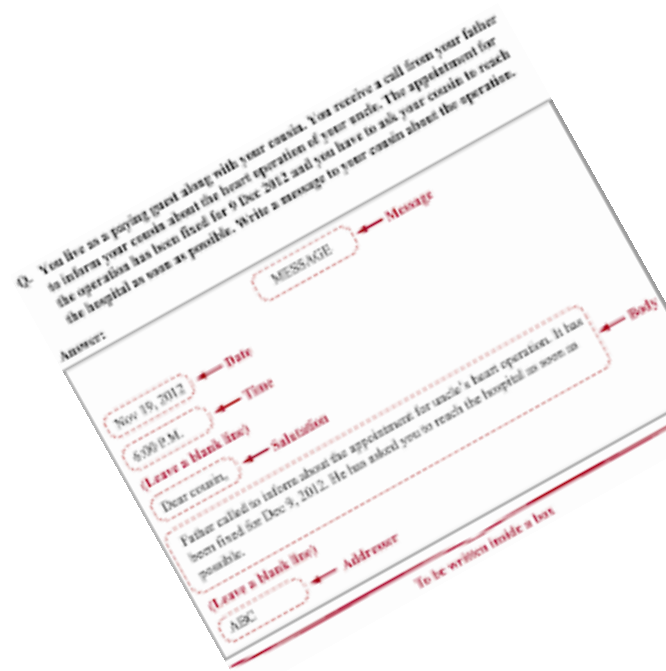 Q. You live as a paying guest along with your cousin. You receive a call from your father
to inform your cousin about the heart operation of your uncle. The appointment for
the operation has been fixed for 9 Dec 2012 and you have to ask your cousin to reach
the hospital as soon as possible. Write a message to your cousin about the operation.
Answer:
MESSAGE
Message
Nov 19, 2012
Date
6:00 P.M.
Time
(Leave a blank line)
Dear cousin,
Salutation
Father called to inform about the appointment for uncle's heart operation. It has
been fixed for Dec 9, 2012. He has asked you to reach the hospital as soon as
possible.
Body
(Leave a blank line)
ABC
Addresser
To be written inside a box